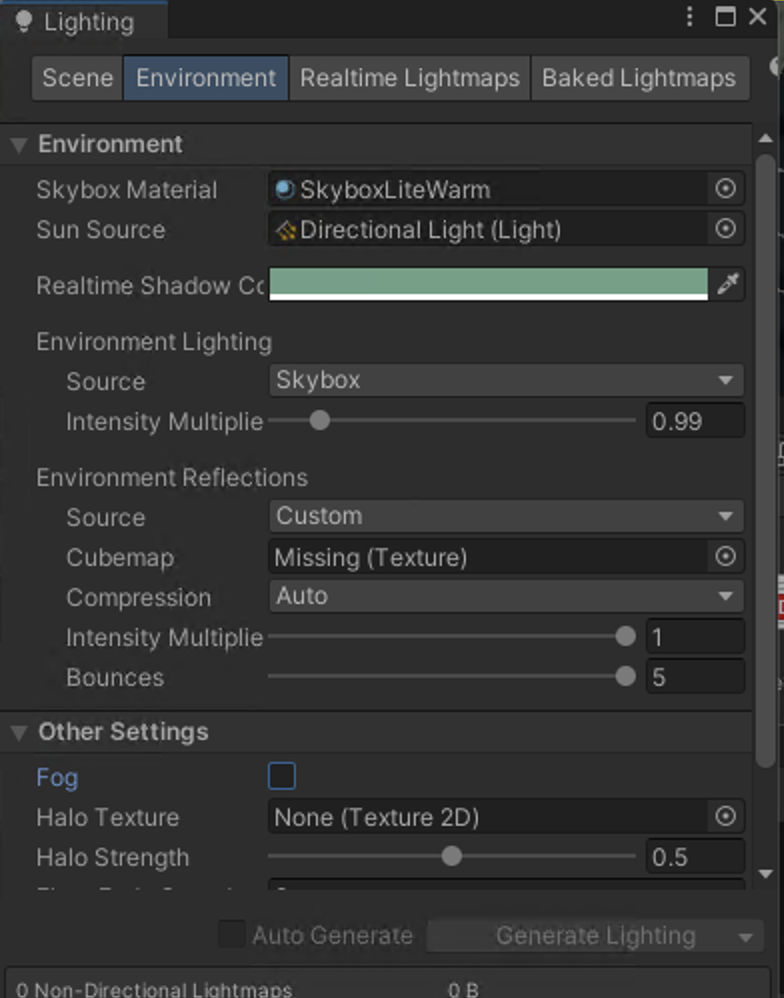 Lighting
Scene Environment Realtime Lightmaps Baked Lightmaps
Environment
Skybox Material SkyboxLiteWarm
Sun Source Directional Light (Light)
Realtime Shadow Co
Environment Lighting
Source Skybox
Intensity Multiplie 0.99
Environment Reflections
Source Custom
Cubemap Missing (Texture)
Compression Auto
Intensity Multiplie 1
Bounces 5
Other Settings
Fog
Halo Texture None (Texture 2D)
Halo Strength 0.5
Auto Generate Generate Lighting
0 Non-Directional Lightmaps 0 B